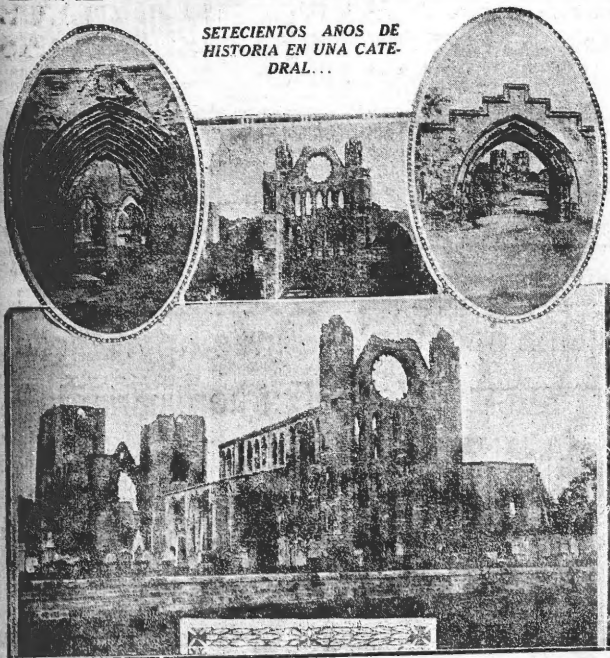 SETECIENTOS AÑOS DE
HISTORIA EN UNA CATE-
DRAL...